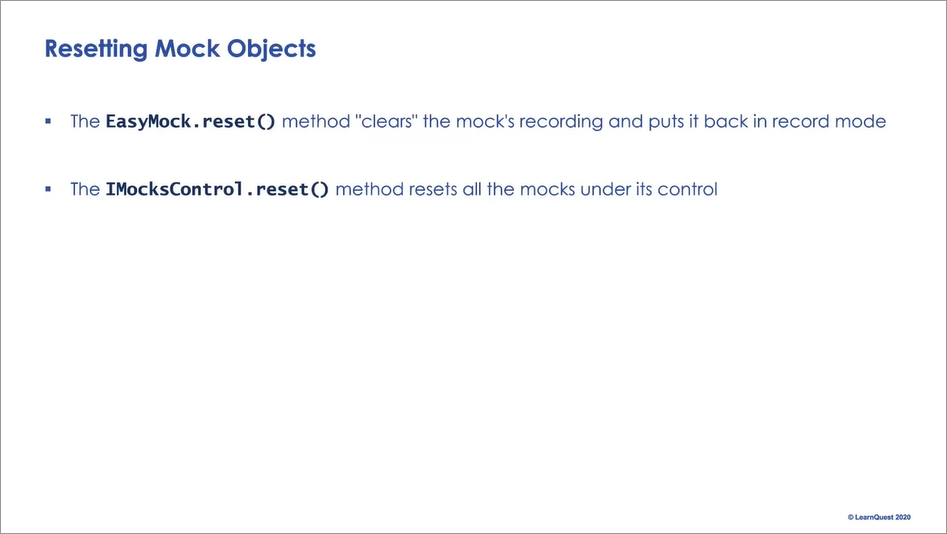 Resetting Mock Objects
▪ The EasyMock.reset() method "clears" the mock's recording and puts it back in record mode
▪ The IMocksControl.reset() method resets all the mocks under its control
© LearnQuest 2020